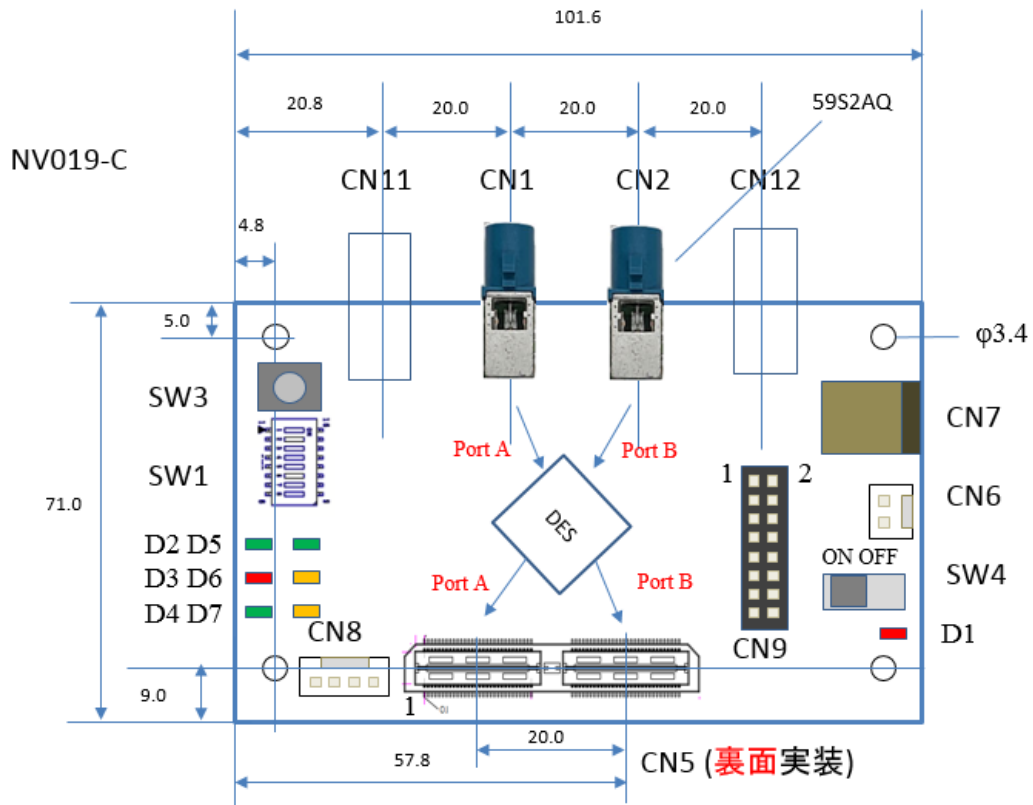 101.6
20.8
20.0
20.0
20.0
59S2AQ
NV019-C
CN11
CN1
CN2
CN12
4.8
5.0
φ3.4
SW3
CN7
Port A
Port B
SW1
1
2
CN6
71.0
DES
ON OFF
D2 D5
SW4
D3 D6
Port A
Port B
D4 D7
CN8
CN9
D1
9.0
1
20.0
57.8
CN5 (裏面実装)